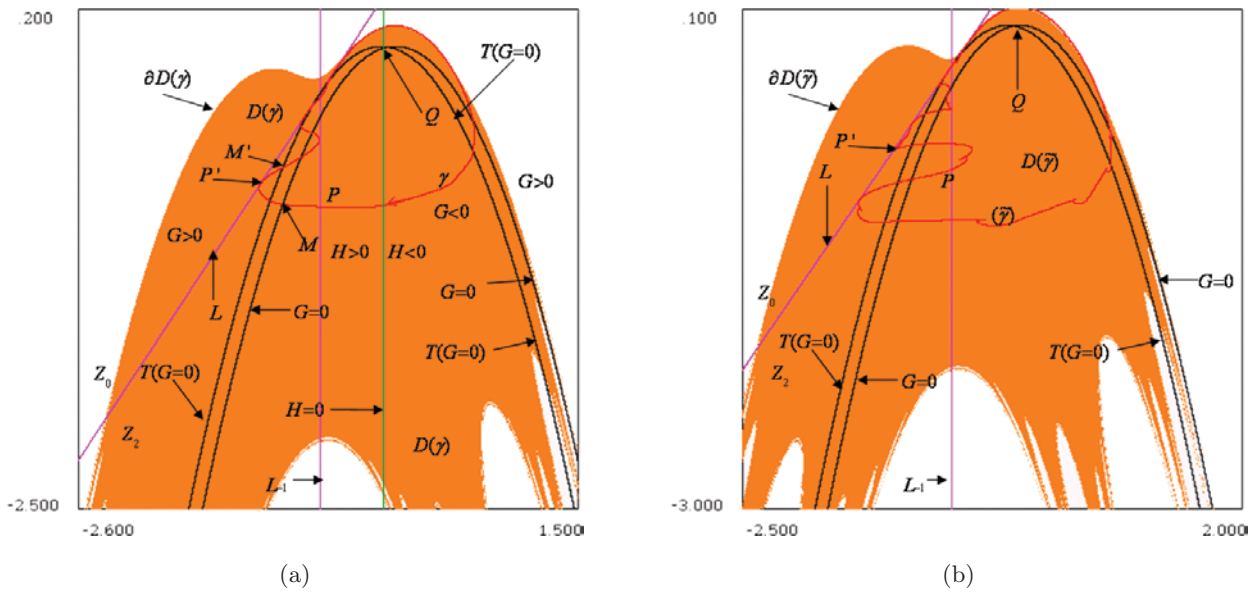 .200
∂D(γ)
D(γ)
T(G=0)
Q
M'
P'
P
γ
G>0
G<0
G>0
M
H>0
H<0
G=0
L
G=0
T(G=0)
Z₀
T(G=0)
H=0
Z₂
D(γ)
L₋₁
-2.500
-2.600
1.500
(a)
.100
∂D(γ̃)
Q
P'
D(γ̃)
L
P
(γ̃)
G=0
Z₀
T(G=0)
T(G=0)
Z₂
G=0
L₋₁
-3.000
-2.500
2.000
(b)